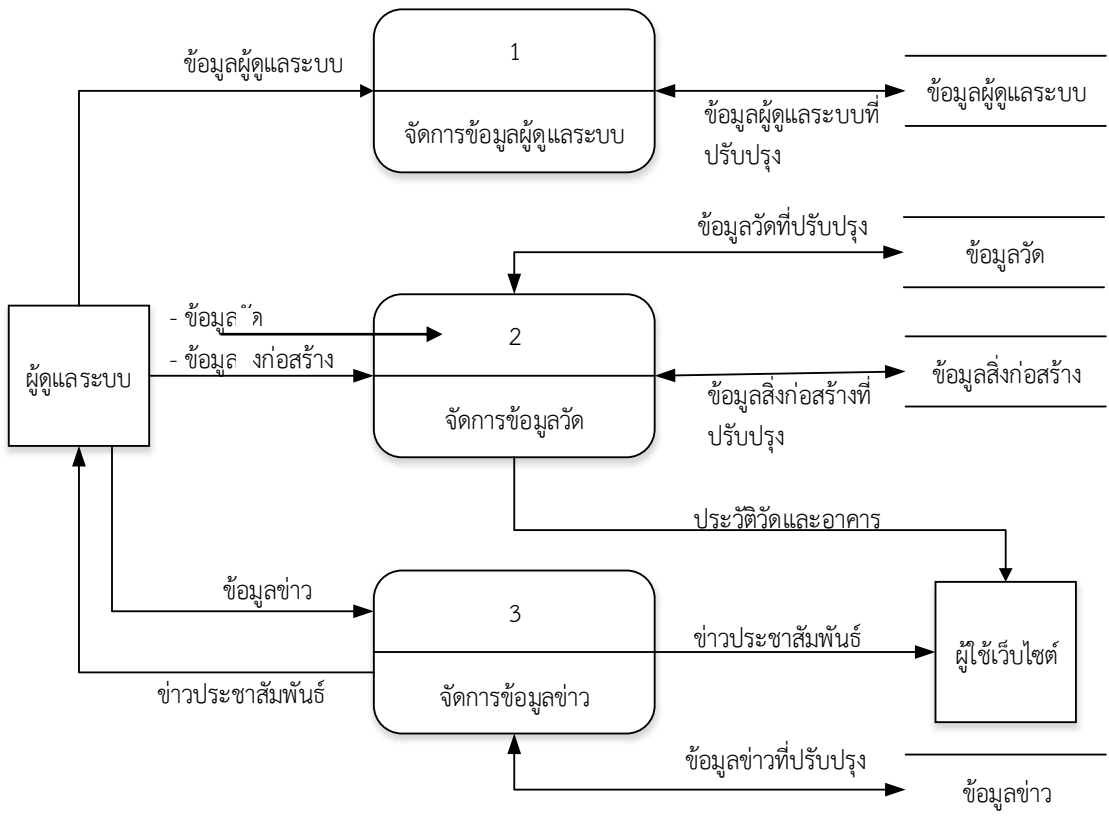 1
ข้อมูลผู้ดูแลระบบ
ข้อมูลผู้ดูแลระบบ
จัดการข้อมูลผู้ดูแลระบบ
ข้อมูลผู้ดูแลระบบที่
ปรับปรุง
ข้อมูลวัดที่ปรับปรุง
ข้อมูลวัด
ผู้ดูแลระบบ
2
จัดการข้อมูลวัด
ข้อมูลสิ่งก่อสร้าง
ข้อมูลสิ่งก่อสร้างที่
ปรับปรุง
ประวัติวัดและอาคาร
ข้อมูลข่าว
3
จัดการข้อมูลข่าว
ข่าวประชาสัมพันธ์
ข่าวประชาสัมพันธ์
ผู้ใช้เว็บไซต์
ข้อมูลข่าวที่ปรับปรุง
ข้อมูลข่าว